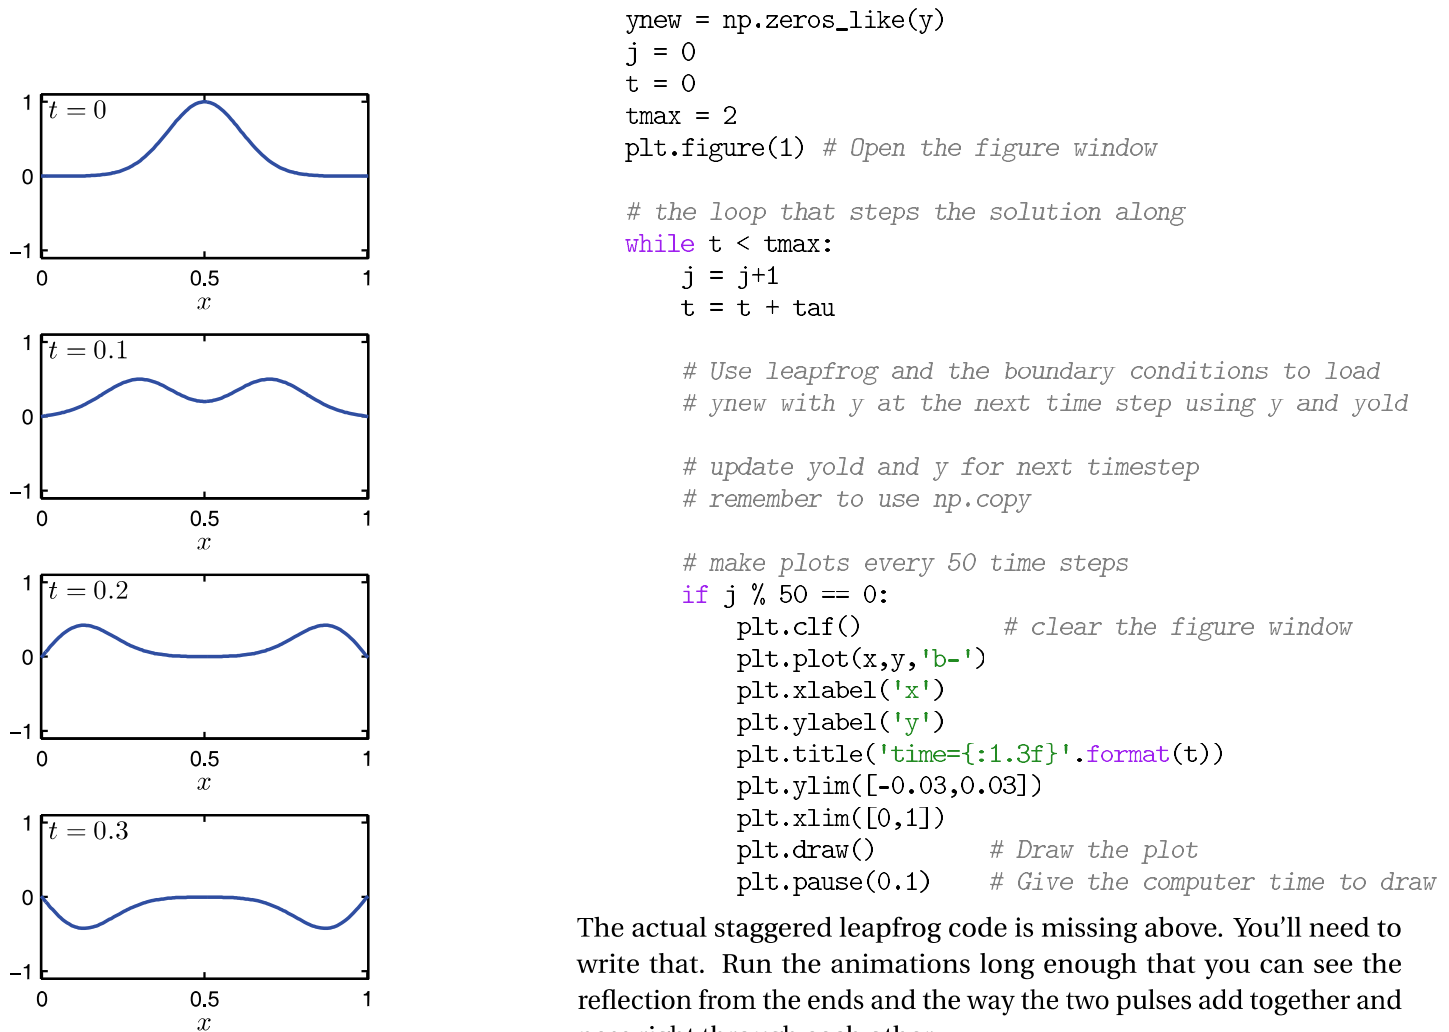 t = 0
1
0
−1
0
0.5
1
x
t = 0.1
1
0
−1
0
0.5
1
x
t = 0.2
1
0
−1
0
0.5
1
x
t = 0.3
1
0
−1
0
0.5
1
x
ynew = np.zeros_like(y)
j = 0
t = 0
tmax = 2
plt.figure(1) # Open the figure window
# the loop that steps the solution along
while t < tmax:
    j = j+1
    t = t + tau
    # Use leapfrog and the boundary conditions to load
    # ynew with y at the next time step using y and yold
    # update yold and y for next timestep
    # remember to use np.copy
    # make plots every 50 time steps
    if j % 50 == 0:
        plt.clf()          # clear the figure window
        plt.plot(x,y,'b-')
        plt.xlabel('x')
        plt.ylabel('y')
        plt.title('time={:1.3f}'.format(t))
        plt.ylim([-0.03,0.03])
        plt.xlim([0,1])
        plt.draw()        # Draw the plot
        plt.pause(0.1)    # Give the computer time to draw
The actual staggered leapfrog code is missing above. You'll need to
write that. Run the animations long enough that you can see the
reflection from the ends and the way the two pulses add together and